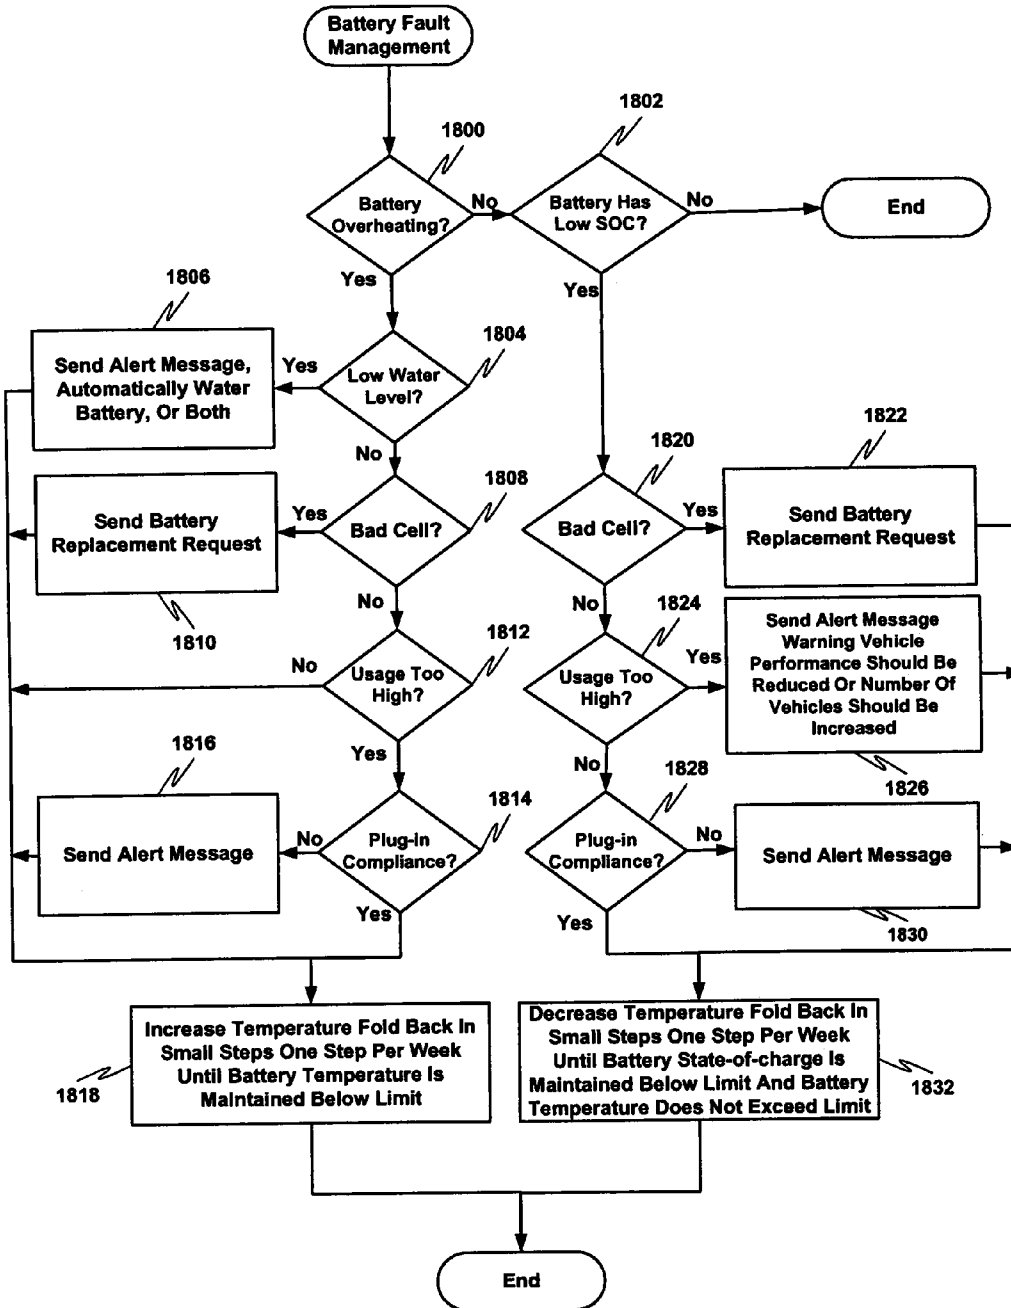 Battery Fault
Management
1802
1800
Battery
Overheating?
No
Battery Has
Low SOC?
No
End
Yes
Yes
1806
1804
Send Alert Message,
Automatically Water
Battery, Or Both
Yes
Low Water
Level?
No
1822
1820
1808
Send Battery
Replacement Request
Yes
Bad Cell?
Bad Cell?
Yes
Send Battery
Replacement Request
No
No
1810
1812
1824
Send Alert Message
Warning Vehicle
Performance Should Be
Reduced Or Number Of
Vehicles Should Be
Increased
No
Usage Too
High?
Usage Too
High?
Yes
1816
Yes
No
1826
1814
1828
Send Alert Message
No
Plug-in
Compliance?
Plug-in
Compliance?
No
Send Alert Message
Yes
Yes
1830
Increase Temperature Fold Back In
Small Steps One Step Per Week
Until Battery Temperature Is
Maintained Below Limit
1818
Decrease Temperature Fold Back In
Small Steps One Step Per Week
Until Battery State-of-charge Is
Maintained Below Limit And Battery
Temperature Does Not Exceed Limit
1832
End